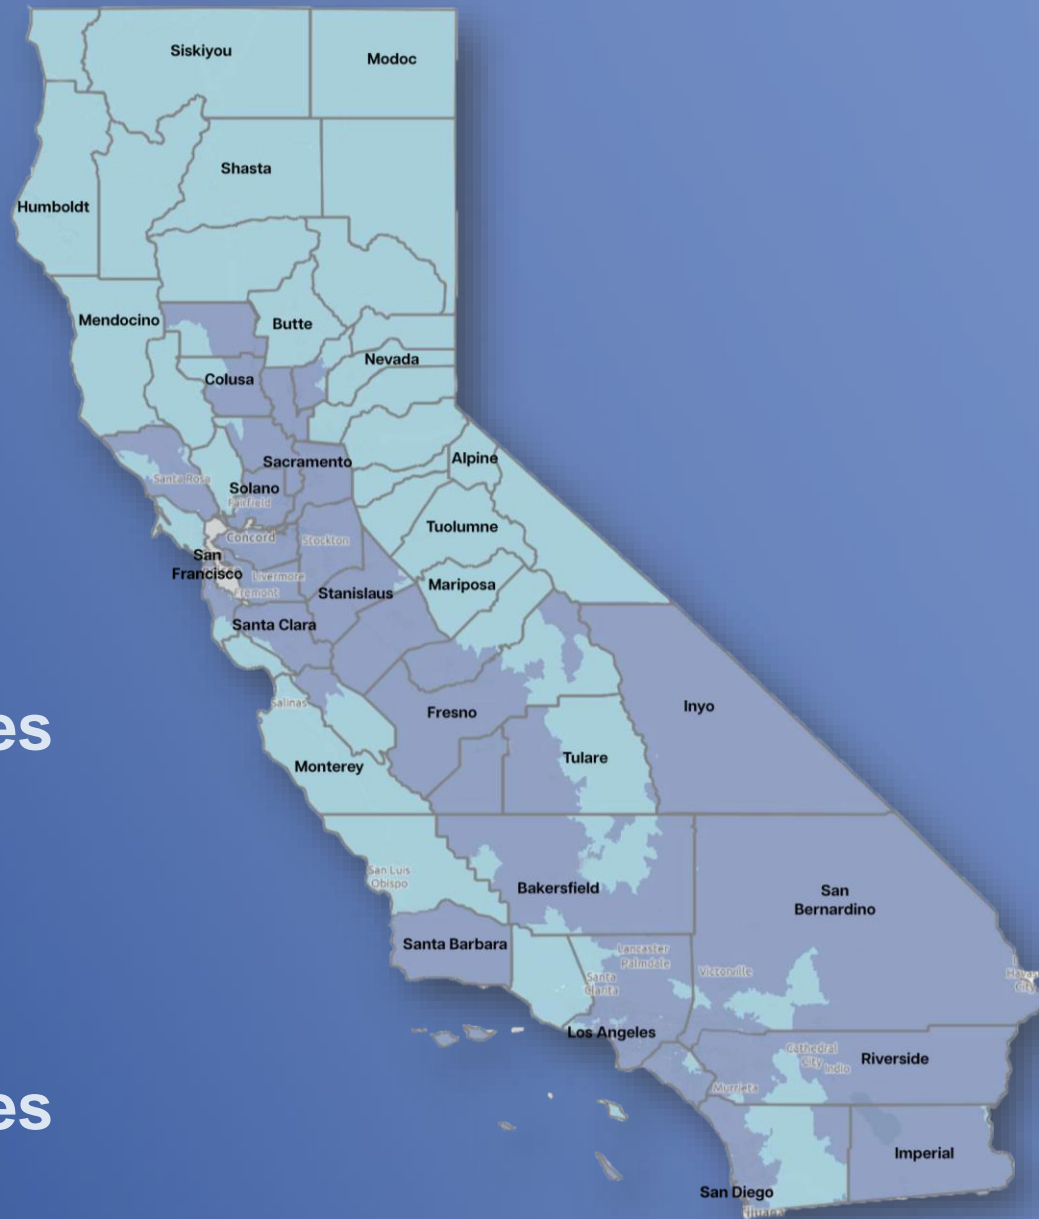 Siskiyou
Modoc
Shasta
Humboldt
Mendocino
Butte
Nevada
Colusa
Sacramento
Alpine
Santa Rosa
Solano
Fairfield
Tuolumne
Concord
Stockton
San
Francisco
Livermore
Mariposa
Fremont
Stanislaus
Santa Clara
Salinas
Fresno
Inyo
es
Monterey
Tulare
San Luis
Obispo
Bakersfield
San
Bernardino
Santa Barbara
Lancaster
Palmdale
Victorville
Santa
Clarita
City
Los Angeles
Cathedral
City
Indio
Riverside
Murrieta
es
Imperial
San Diego
Tijuana